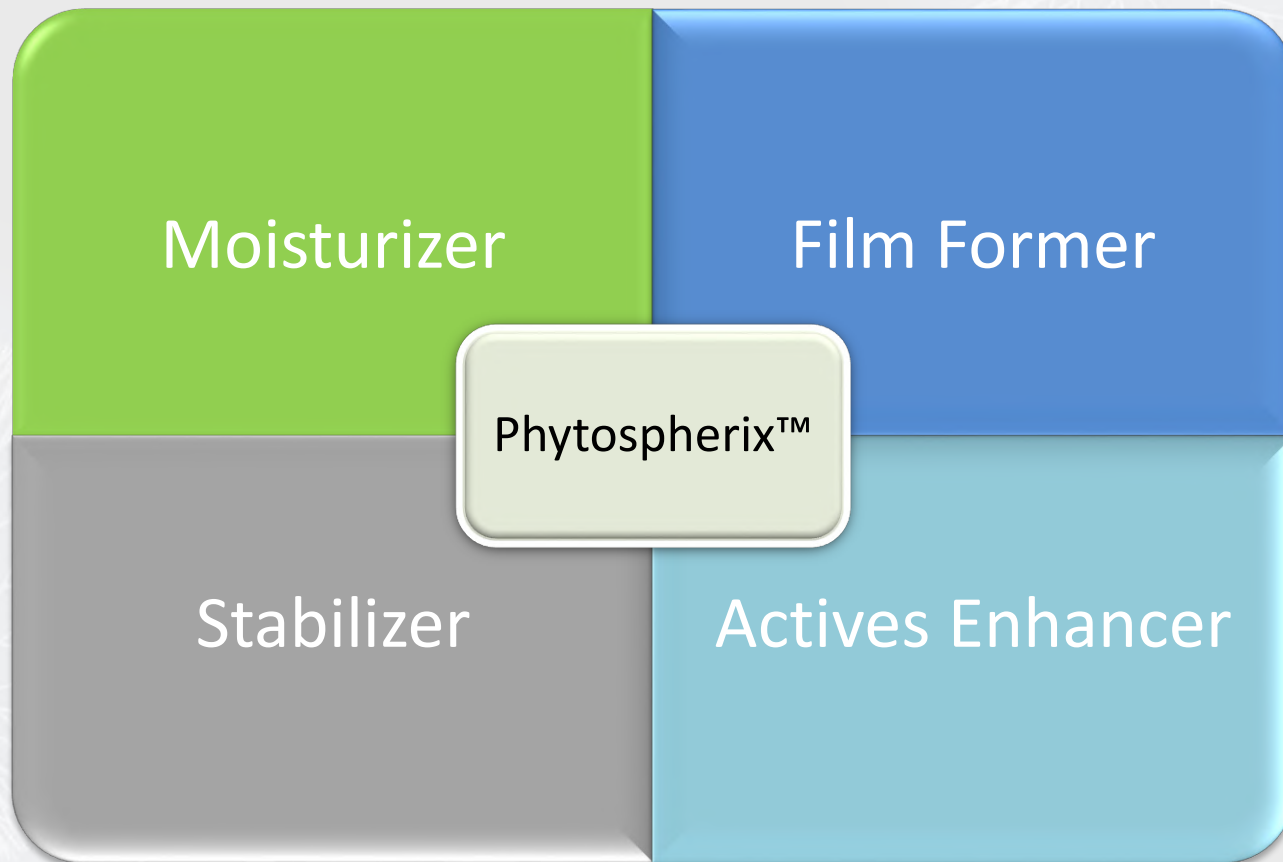 Moisturizer
Film Former
Phytospherix™
Stabilizer
Actives Enhancer